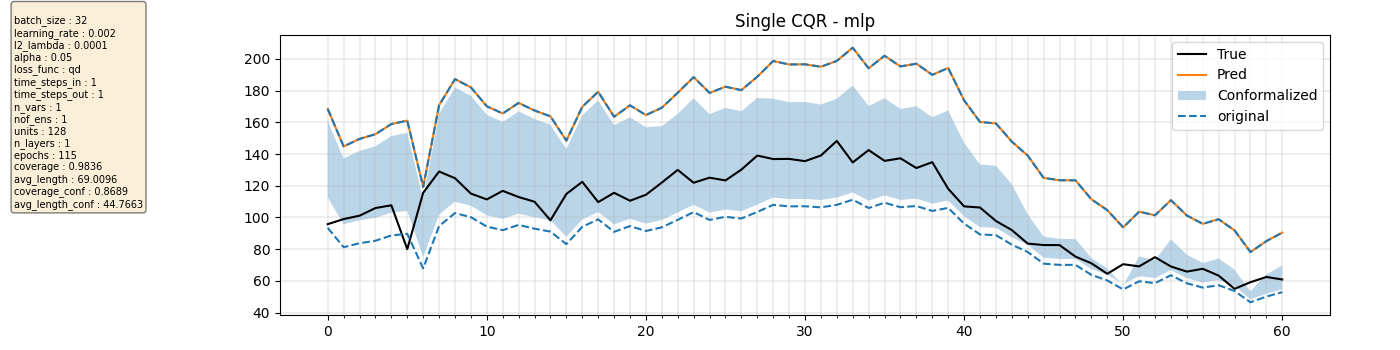 batch_size : 32
learning_rate : 0.002
l2_lambda : 0.0001
alpha : 0.05
loss_func : qd
time_steps_in : 1
time_steps_out : 1
n_vars : 1
nof_ens : 1
units : 128
n_layers : 1
epochs : 115
coverage : 0.9836
avg_length : 69.0096
coverage_conf : 0.8689
avg_length_conf : 44.7663
Single CQR - mlp
200
180
160
140
120
100
80
60
40
0 10 20 30 40 50 60
True
Pred
Conformalized
original